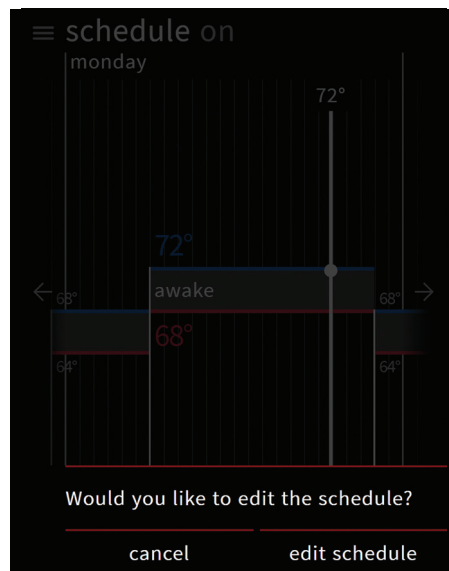 schedule on
monday
72°
72°
awake
68° 68°
68°
64° 64°
Would you like to edit the schedule?
cancel edit schedule